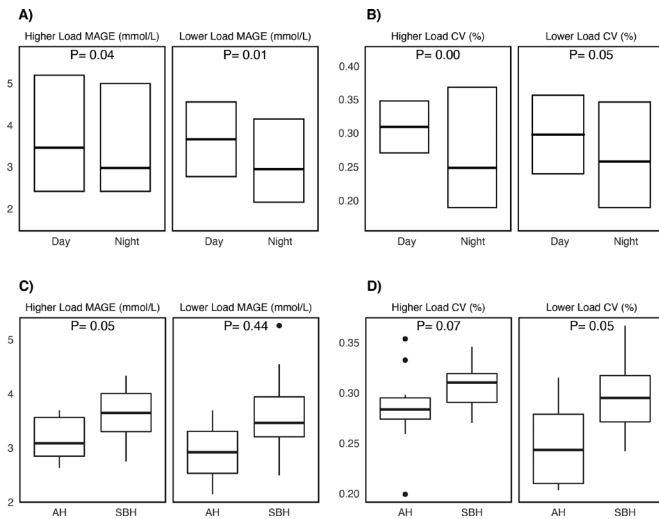 A)
Higher Load MAGE (mmol/L) Lower Load MAGE (mmol/L)
P= 0.04 P= 0.01
5
4
3
2
Day Night Day Night
B)
Higher Load CV (%) Lower Load CV (%)
P= 0.00 P= 0.05
0.40
0.35
0.30
0.25
0.20
Day Night Day Night
C)
Higher Load MAGE (mmol/L) Lower Load MAGE (mmol/L)
P= 0.05 P= 0.44
5
4
3
2
AH SBH AH SBH
D)
Higher Load CV (%) Lower Load CV (%)
P= 0.07 P= 0.05
0.35
0.30
0.25
0.20
AH SBH AH SBH